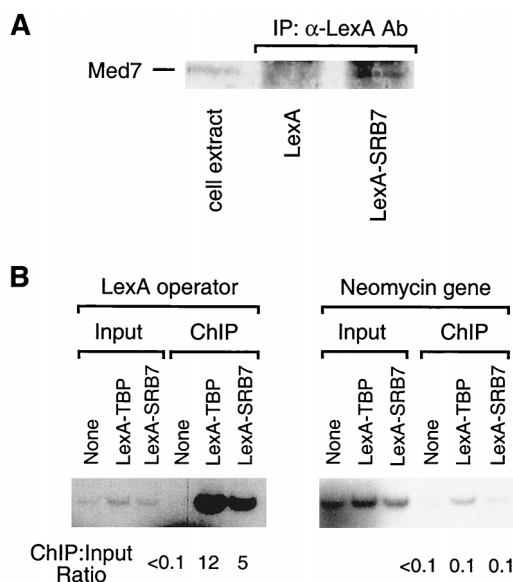 A
IP: α-LexA Ab
Med7
cell extract
LexA
LexA-SRB7
B
LexA operator
Neomycin gene
Input
ChIP
Input
ChIP
None
LexA-TBP
LexA-SRB7
None
LexA-TBP
LexA-SRB7
None
LexA-TBP
LexA-SRB7
None
LexA-TBP
LexA-SRB7
ChIP:Input
Ratio
<0.1 12 5
<0.1 0.1 0.1